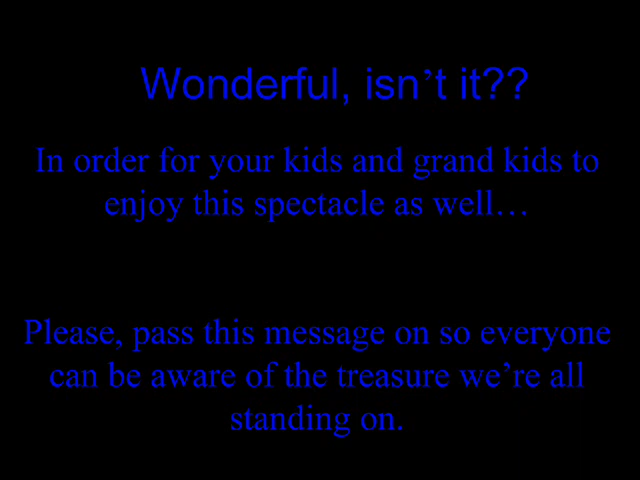 Wonderful, isn’t it??
In order for your kids and grand kids to
enjoy this spectacle as well…
Please, pass this message on so everyone
can be aware of the treasure we’re all
standing on.